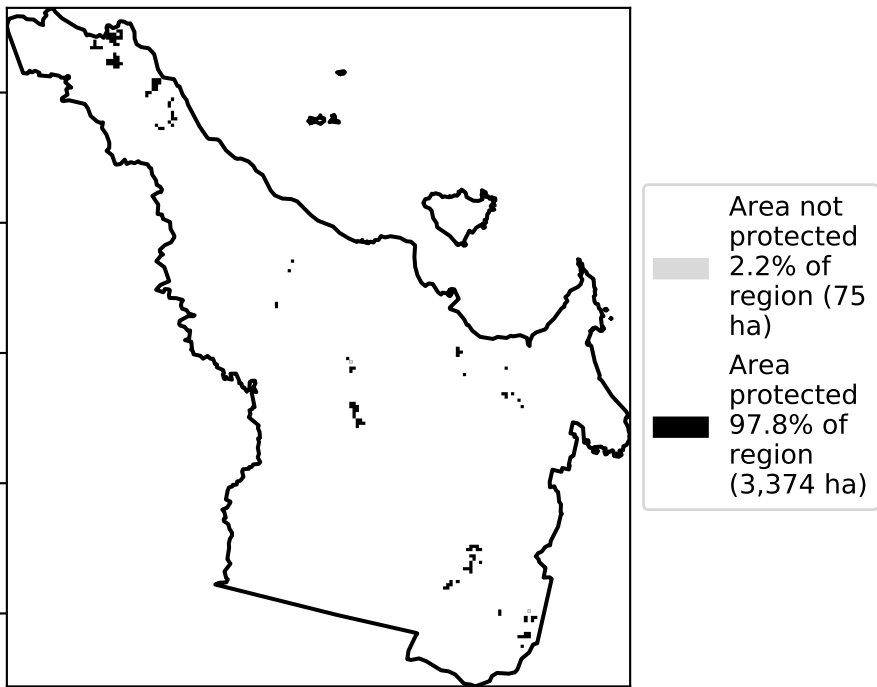 Area not
protected
2.2% of
region (75
ha)
Area
protected
97.8% of
region
(3,374 ha)